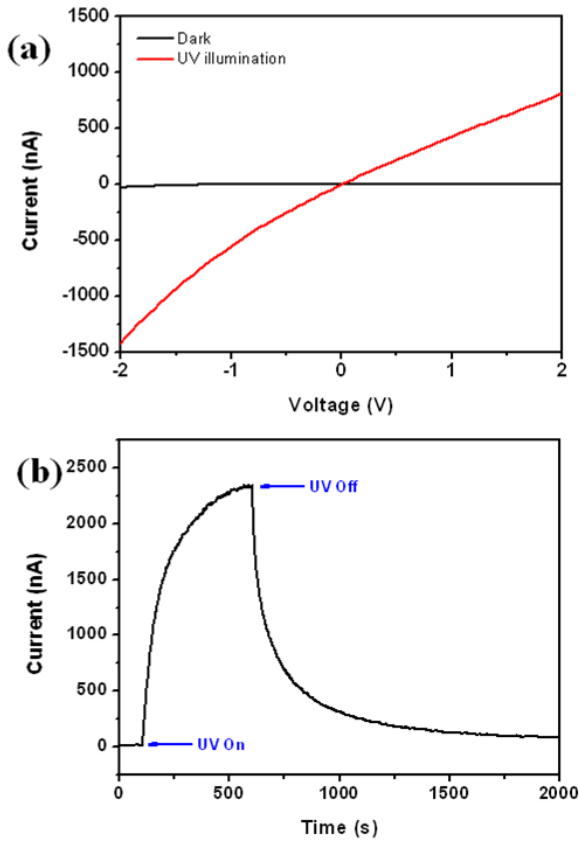 (a)
Dark
UV illumination
1500
1000
500
0
-500
-1000
-1500
Current (nA)
-2 -1 0 1 2
Voltage (V)
(b)
2500
2000
1500
1000
500
0
Current (nA)
UV Off
UV On
0 500 1000 1500 2000
Time (s)